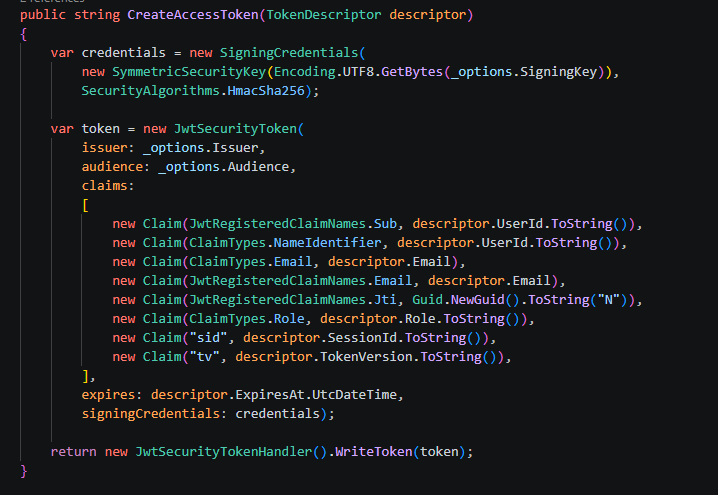 2 references
public string CreateAccessToken(TokenDescriptor descriptor)
{
    var credentials = new SigningCredentials(
        new SymmetricSecurityKey(Encoding.UTF8.GetBytes(_options.SigningKey)),
        SecurityAlgorithms.HmacSha256);

    var token = new JwtSecurityToken(
        issuer: _options.Issuer,
        audience: _options.Audience,
        claims:
        [
            new Claim(JwtRegisteredClaimNames.Sub, descriptor.UserId.ToString()),
            new Claim(ClaimTypes.NameIdentifier, descriptor.UserId.ToString()),
            new Claim(ClaimTypes.Email, descriptor.Email),
            new Claim(JwtRegisteredClaimNames.Email, descriptor.Email),
            new Claim(JwtRegisteredClaimNames.Jti, Guid.NewGuid().ToString("N")),
            new Claim(ClaimTypes.Role, descriptor.Role.ToString()),
            new Claim("sid", descriptor.SessionId.ToString()),
            new Claim("tv", descriptor.TokenVersion.ToString()),
        ],
        expires: descriptor.ExpiresAt.UtcDateTime,
        signingCredentials: credentials);

    return new JwtSecurityTokenHandler().WriteToken(token);
}